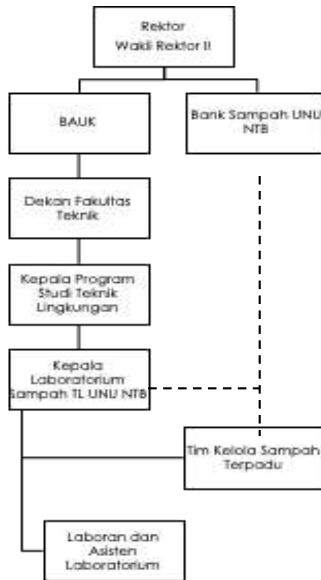 Rektor
Wakil Rektor II
BAUK
Bank Sampah UNU
NTB
Dekan Fakultas
Teknik
Kepala Program
Studi Teknik
Lingkungan
Kepala
Laboratorium
Sampah TL UNU NTB
Tim Kelola Sampah
Terpadu
Laboran dan
Asisten
Laboratorium